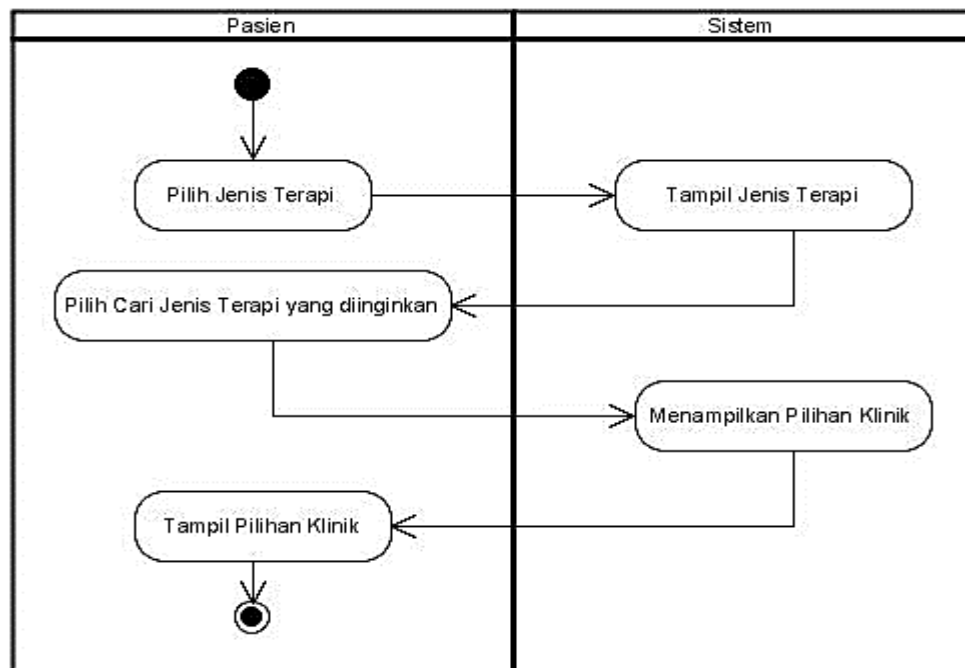 Pasien
Sistem
Pilih Jenis Terapi
Tampil Jenis Terapi
Pilih Cari Jenis Terapi yang diinginkan
Menampilkan Pilihan Klinik
Tampil Pilihan Klinik